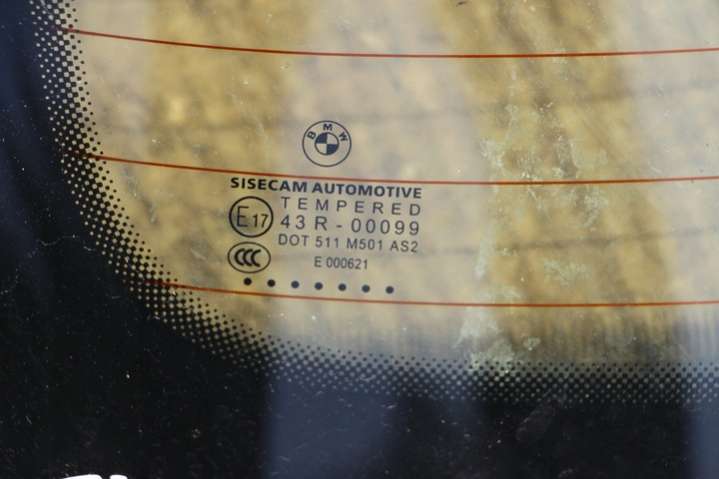 BMW
SISECAM AUTOMOTIVE
TEMPERED
E17 43R-00099
DOT 511 M501 AS2
CCC E 000621